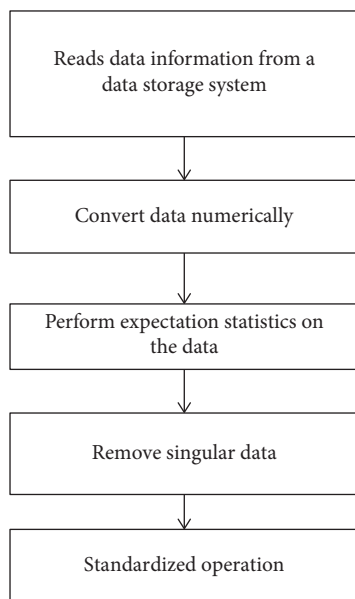 Reads data information from a
data storage system
Convert data numerically
Perform expectation statistics on
the data
Remove singular data
Standardized operation